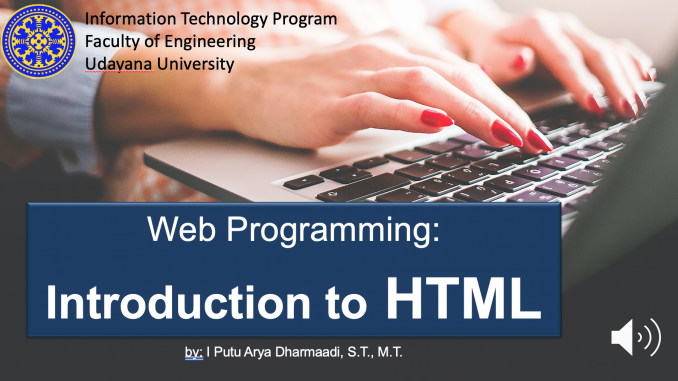 Information Technology Program
Faculty of Engineering
Udayana University
Web Programming:
Introduction to HTML
by: I Putu Arya Dharmaadi, S.T., M.T.